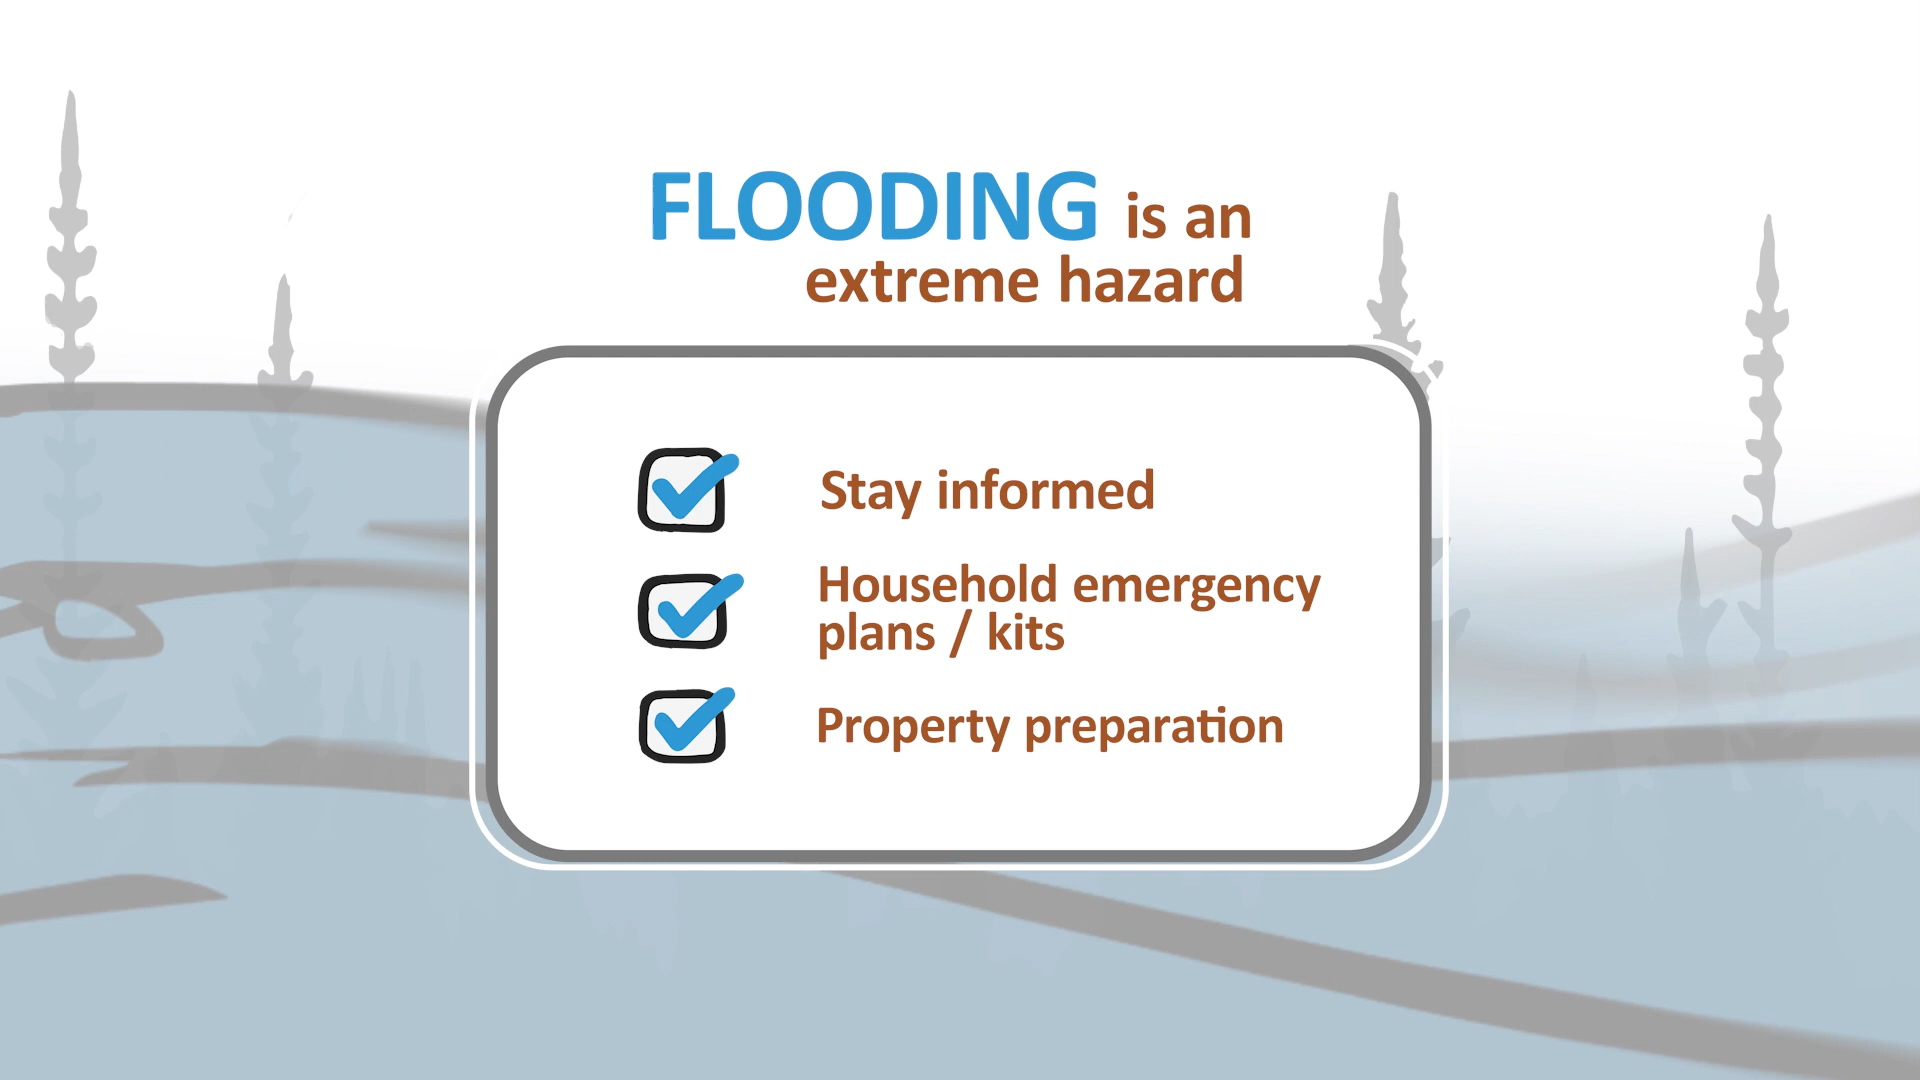 FLOODING is an
extreme hazard
Stay informed
Household emergency
plans / kits
Property preparation